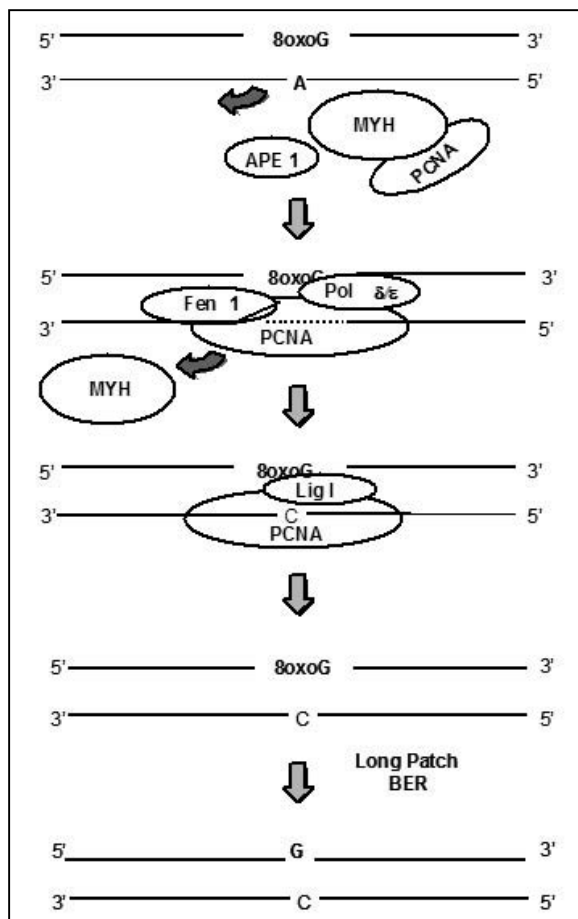 5’ 8oxoG 3’
3’ A 5’
MYH
APE 1
PCNA
5’ 8oxoG 3’
Fen 1 Pol δ/ε
3’ PCNA 5’
MYH
5’ 8oxoG 3’
Lig I
3’ C 5’
PCNA
5’ 8oxoG 3’
3’ C 5’
Long Patch
BER
5’ G 3’
3’ C 5’